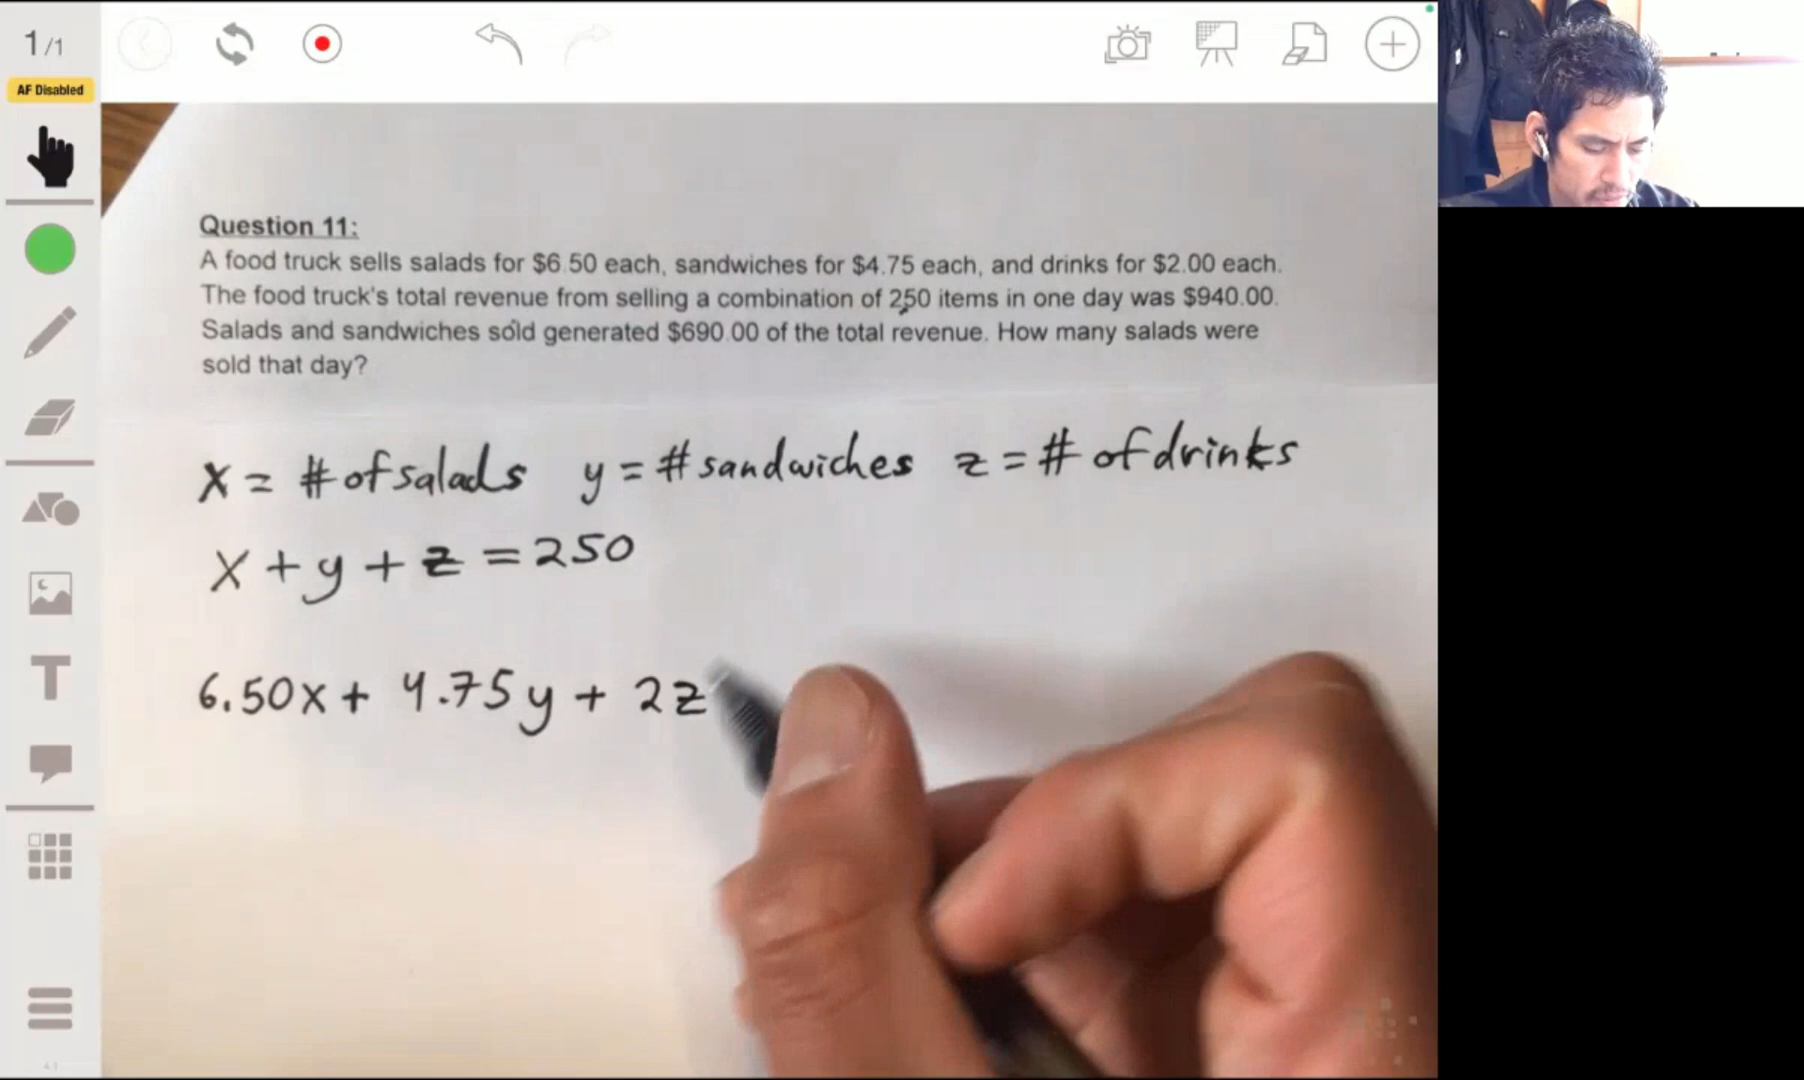 1/1
AF Disabled
Question 11:
A food truck sells salads for $6.50 each, sandwiches for $4.75 each, and drinks for $2.00 each.
The food truck's total revenue from selling a combination of 250 items in one day was $940.00.
Salads and sandwiches sold generated $690.00 of the total revenue. How many salads were
sold that day?
x = # of salads y = # sandwiches z = # of drinks
x + y + z = 250
6.50x + 4.75y + 2z
T